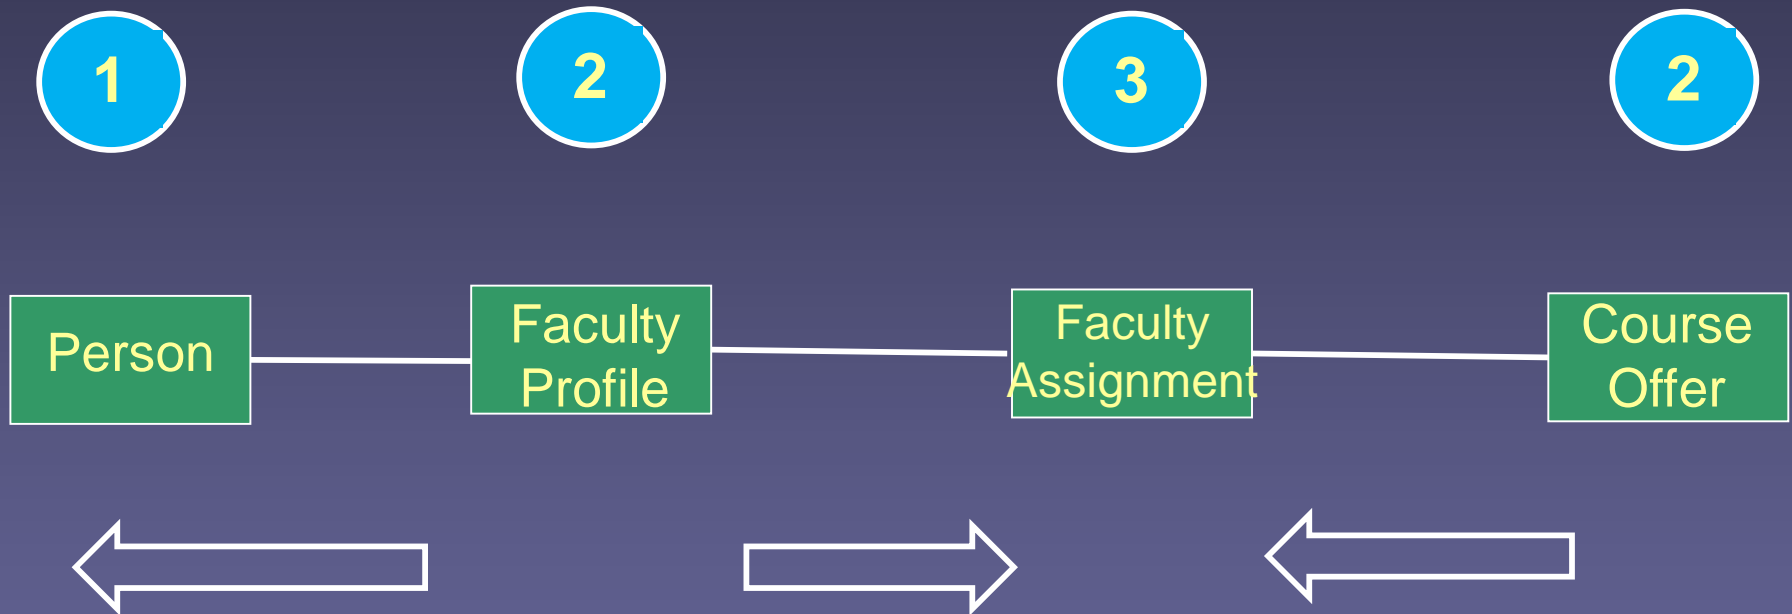 1
2
3
2
Person
Faculty
Profile
Faculty
Assignment
Course
Offer